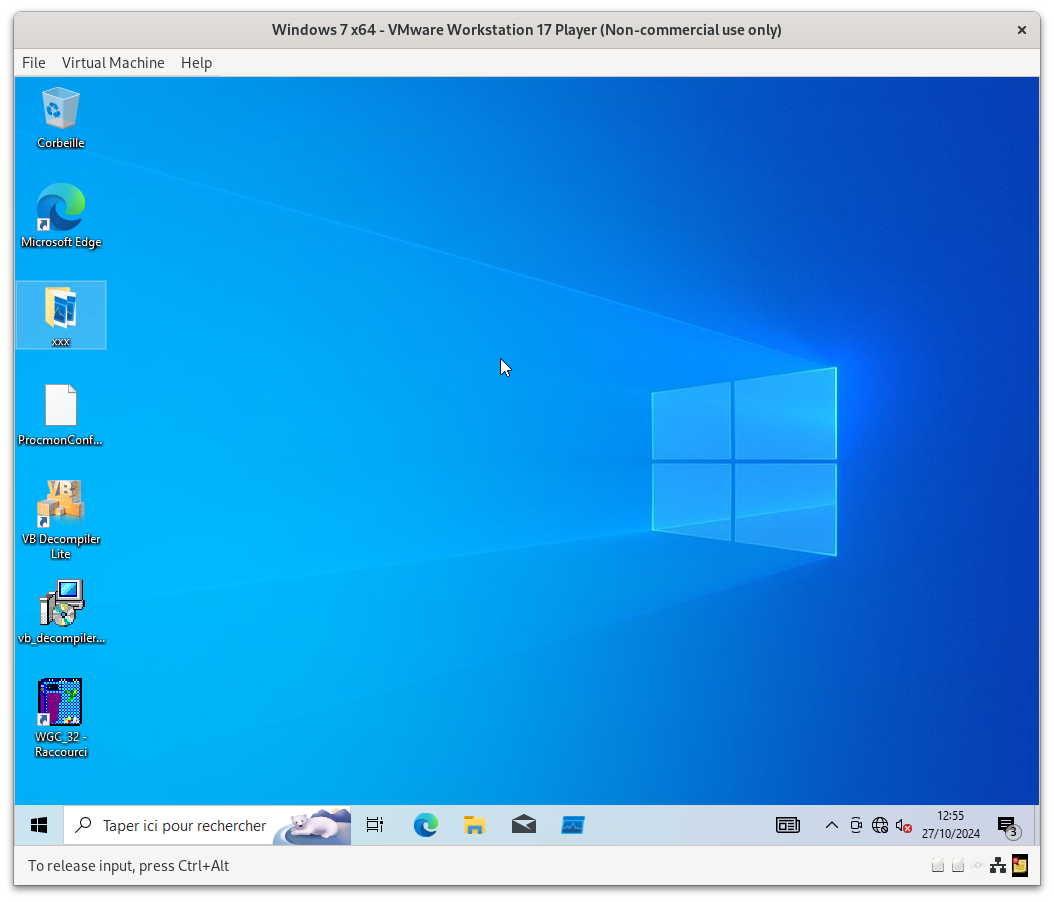 Windows 7 x64 - VMware Workstation 17 Player (Non-commercial use only)
File Virtual Machine Help
Corbeille
Microsoft Edge
xxx
ProcmonConf...
VB
VB Decompiler
Lite
vb_decompiler...
WGC_32 -
Raccourci
Taper ici pour rechercher
12:55
27/10/2024
3
To release input, press Ctrl+Alt